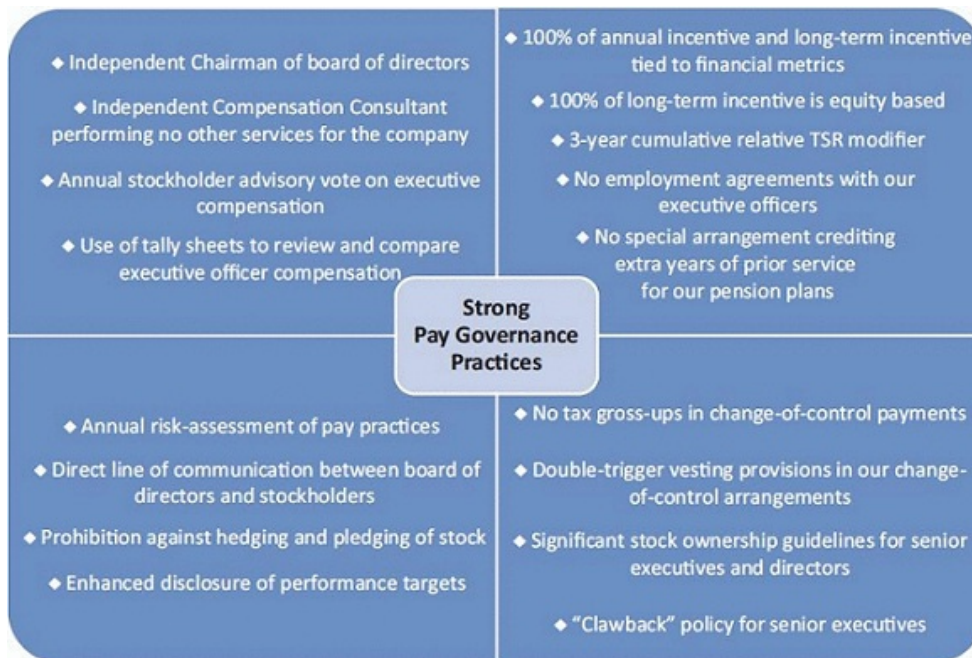 ◆ Independent Chairman of board of directors
◆ Independent Compensation Consultant
performing no other services for the company
◆ Annual stockholder advisory vote on executive
compensation
◆ Use of tally sheets to review and compare
executive officer compensation
◆ 100% of annual incentive and long-term incentive
tied to financial metrics
◆ 100% of long-term incentive is equity based
◆ 3-year cumulative relative TSR modifier
◆ No employment agreements with our
executive officers
◆ No special arrangement crediting
extra years of prior service
for our pension plans
Strong
Pay Governance
Practices
◆ Annual risk-assessment of pay practices
◆ Direct line of communication between board of
directors and stockholders
◆ Prohibition against hedging and pledging of stock
◆ Enhanced disclosure of performance targets
◆ No tax gross-ups in change-of-control payments
◆ Double-trigger vesting provisions in our change-
of-control arrangements
◆ Significant stock ownership guidelines for senior
executives and directors
◆ “Clawback” policy for senior executives